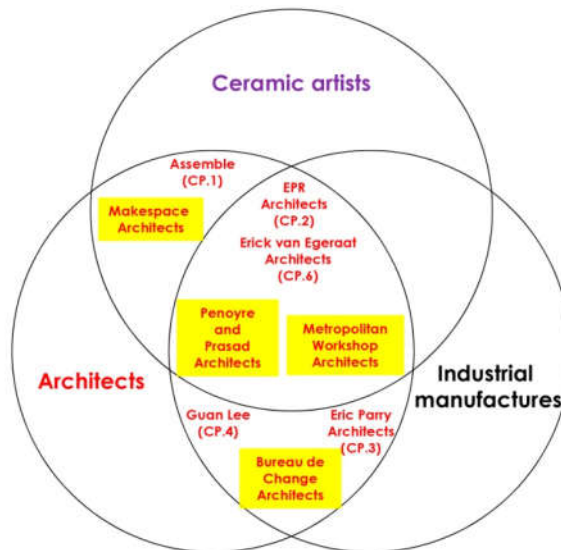 Ceramic artists
Assemble
(CP.1)
EPR
Architects
(CP.2)
Makespace
Architects
Erick van Egeraat
Architects
(CP.6)
Penoyre
and
Prasad
Architects
Metropolitan
Workshop
Architects
Architects
Industrial
manufactures
Guan Lee
(CP.4)
Eric Parry
Architects
(CP.3)
Bureau de
Change
Architects